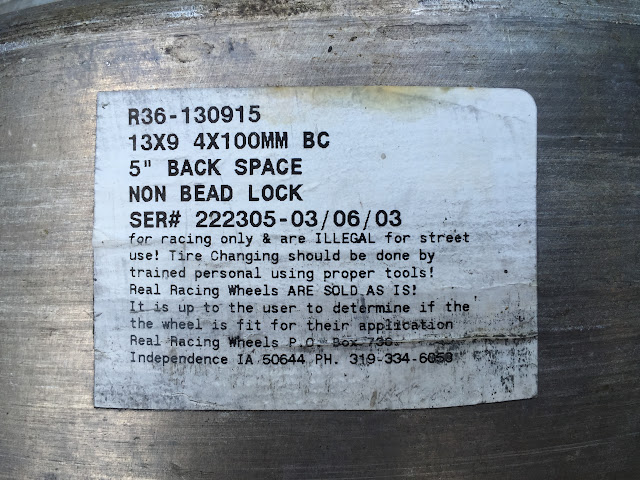 R36-130915
13X9 4X100MM BC
5" BACK SPACE
NON BEAD LOCK
SER# 222305-03/06/03
for racing only & are ILLEGAL for street
use! Tire Changing should be done by
trained personal using proper tools!
Real Racing Wheels ARE SOLD AS IS!
It is up to the user to determine if the
the wheel is fit for their application
Real Racing Wheels P.O. Box 736
Independence IA 50644 PH. 319-334-6053